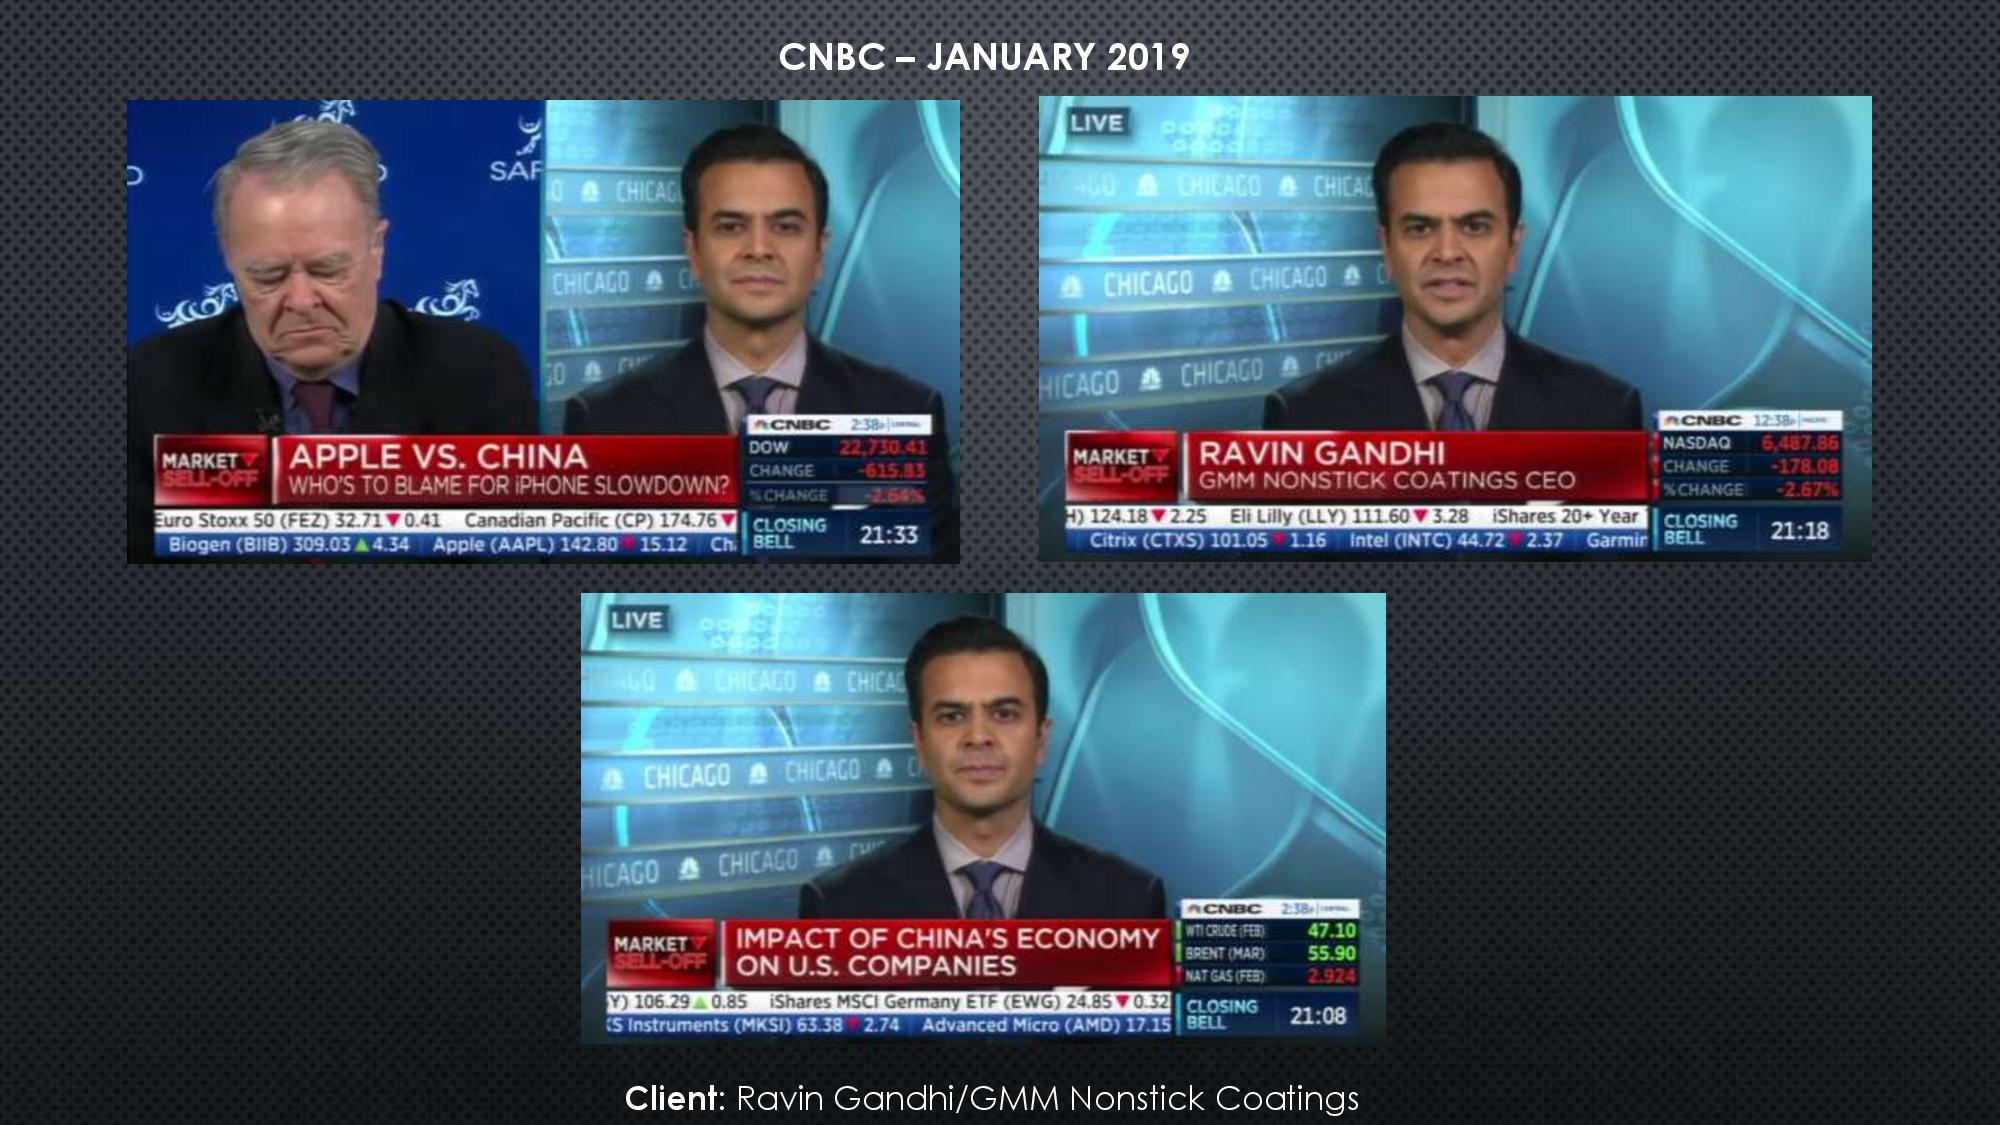 CNBC – JANUARY 2019
SAF
CHICAGO
CHICAGO
MARKET
SELL-OFF
APPLE VS. CHINA
WHO'S TO BLAME FOR iPHONE SLOWDOWN?
CNBC 2:38P
DOW 22,730.41
CHANGE -615.83
% CHANGE -2.64%
Euro Stoxx 50 (FEZ) 32.71▼0.41 Canadian Pacific (CP) 174.76▼
Biogen (BIIB) 309.03▲4.34 Apple (AAPL) 142.80▼15.12 Ch
CLOSING
BELL
21:33
LIVE
CHICAGO CHICAG
CHICAGO CHICAGO C
HICAGO CHICAGO
MARKET
SELL-OFF
RAVIN GANDHI
GMM NONSTICK COATINGS CEO
CNBC 12:38P
NASDAQ 6,487.86
CHANGE -178.08
% CHANGE -2.67%
H) 124.18▼2.25 Eli Lilly (LLY) 111.60▼3.28 iShares 20+ Year
Citrix (CTXS) 101.05▼1.16 Intel (INTC) 44.72▼2.37 Garmin
CLOSING
BELL
21:18
LIVE
CHICAGO CHICAG
CHICAGO CHICAGO C
HICAGO CHICAGO
MARKET
SELL-OFF
IMPACT OF CHINA'S ECONOMY
ON U.S. COMPANIES
CNBC 2:38P
WTI CRUDE (FEB) 47.10
BRENT (MAR) 55.90
NAT GAS (FEB) 2.924
Y) 106.29▲0.85 iShares MSCI Germany ETF (EWG) 24.85▼0.32
KS Instruments (MKSI) 63.38▼2.74 Advanced Micro (AMD) 17.15
CLOSING
BELL
21:08
Client: Ravin Gandhi/GMM Nonstick Coatings